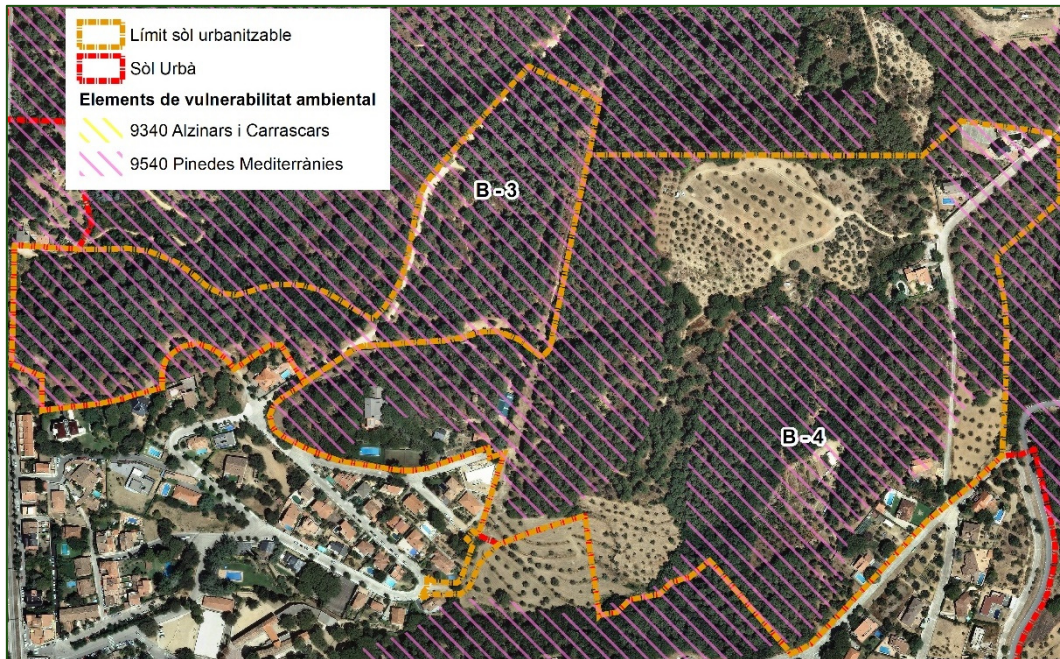 Límit sòl urbanitzable
Sòl Urbà
Elements de vulnerabilitat ambiental
9340 Alzinars i Carrascars
9540 Pinedes Mediterrànies
B - 3
B - 4